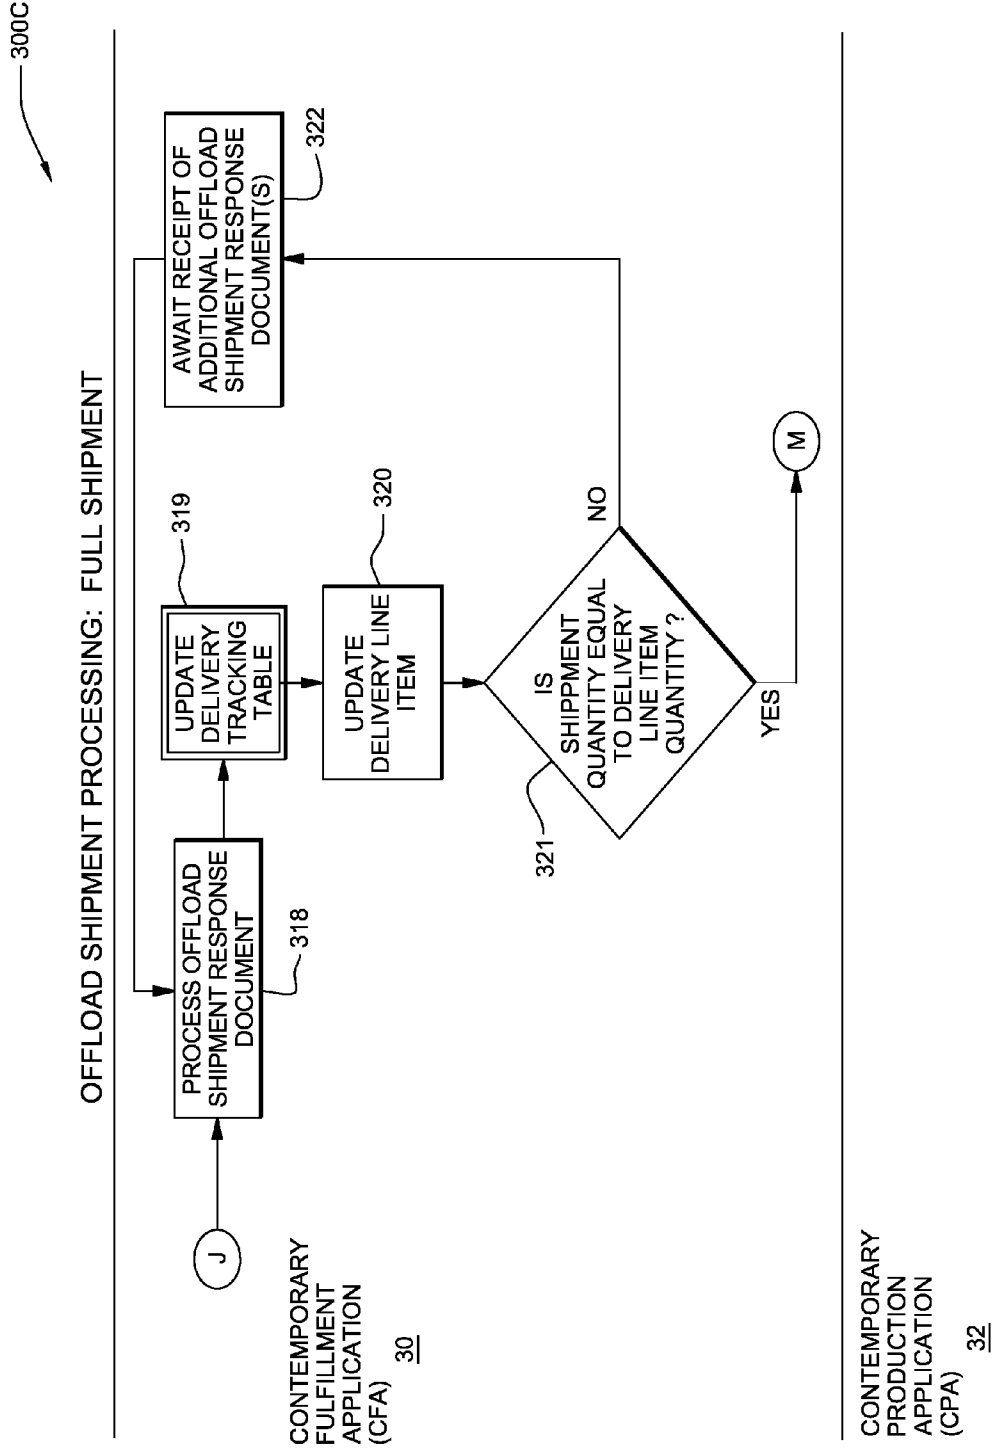 300C
OFFLOAD SHIPMENT PROCESSING: FULL SHIPMENT
CONTEMPORARY
FULFILLMENT
APPLICATION
(CFA)
30
J
PROCESS OFFLOAD
SHIPMENT RESPONSE
DOCUMENT
318
UPDATE
DELIVERY
TRACKING
TABLE
319
UPDATE
DELIVERY LINE
ITEM
320
IS
SHIPPMENT
QUANTITY EQUAL
TO DELIVERY
LINE ITEM
QUANTITY ?
321
NO
YES
AWAIT RECEIPT OF
ADDITIONAL OFFLOAD
SHIPMENT RESPONSE
DOCUMENT(S)
322
M
CONTEMPORARY
PRODUCTION
APPLICATION
(CPA)
32